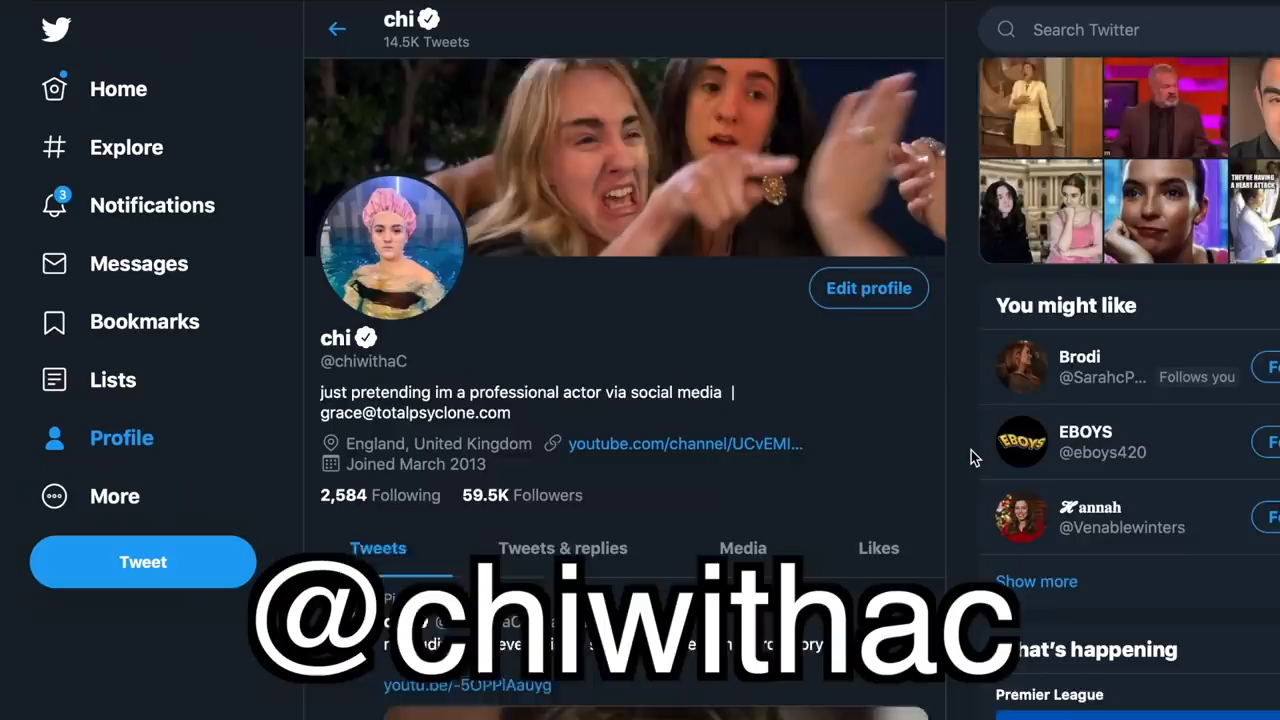 chi
14.5K Tweets
Search Twitter
Home
Explore
3
Notifications
Messages
Bookmarks
Lists
Profile
More
Tweet
THEY'RE HAVING
A HEART ATTACK
Edit profile
chi
@chiwithaC
just pretending im a professional actor via social media |
grace@totalpsyclone.com
England, United Kingdom youtube.com/channel/UCvEMI...
Joined March 2013
2,584 Following 59.5K Followers
Tweets Tweets & replies Media Likes
You might like
Brodi
@SarahcP... Follows you
EBOYS
EBOYS
@eboys420
𝓗annah
@Venablewinters
Show more
@chiwithac
youtu.be/-5OPPlAauyg
hat's happening
Premier League